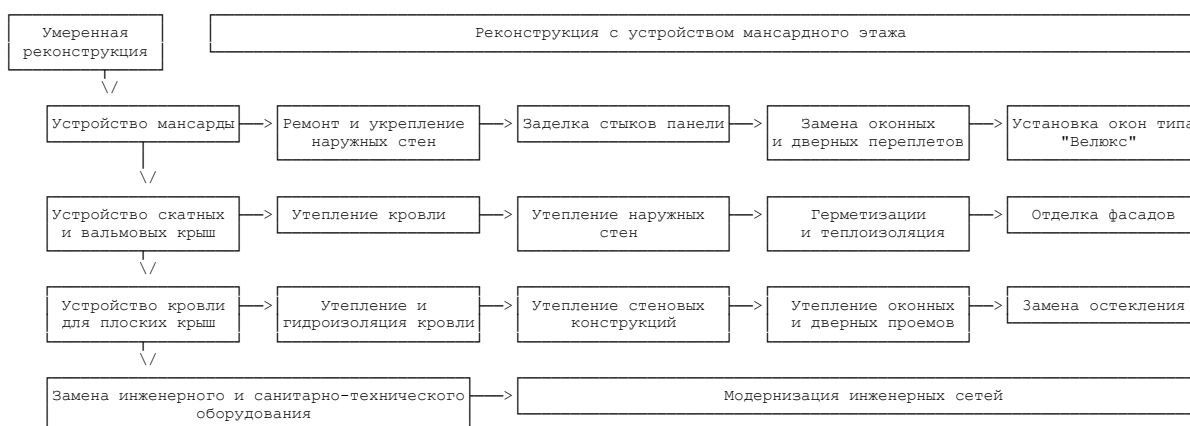 Умеренная
реконструкция
Реконструкция с устройством мансардного этажа
Устройство мансарды
Ремонт и укрепление
наружных стен
Заделка стыков панели
Замена оконных
и дверных переплетов
Установка окон типа
"Велюкс"
Устройство скатных
и вальмовых крыш
Утепление кровли
Утепление наружных
стен
Герметизации
и теплоизоляция
Отделка фасадов
Устройство кровли
для плоских крыш
Утепление и
гидроизоляция кровли
Утепление стеновых
конструкций
Утепление оконных
и дверных проемов
Замена остекления
Замена инженерного и санитарно-технического
оборудования
Модернизация инженерных сетей